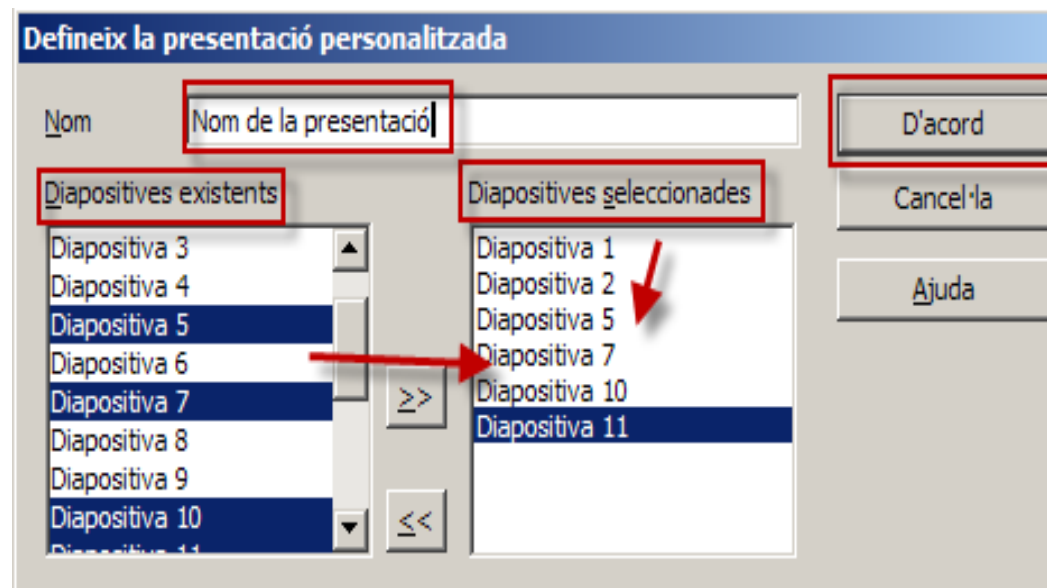 Defineix la presentació personalitzada
Nom
Nom de la presentació
D'acord
Cancel·la
Ajuda
Diapositives existents
Diapositiva 3
Diapositiva 4
Diapositiva 5
Diapositiva 6
Diapositiva 7
Diapositiva 8
Diapositiva 9
Diapositiva 10
Diapositiva 11
>>
<<
Diapositives seleccionades
Diapositiva 1
Diapositiva 2
Diapositiva 5
Diapositiva 7
Diapositiva 10
Diapositiva 11